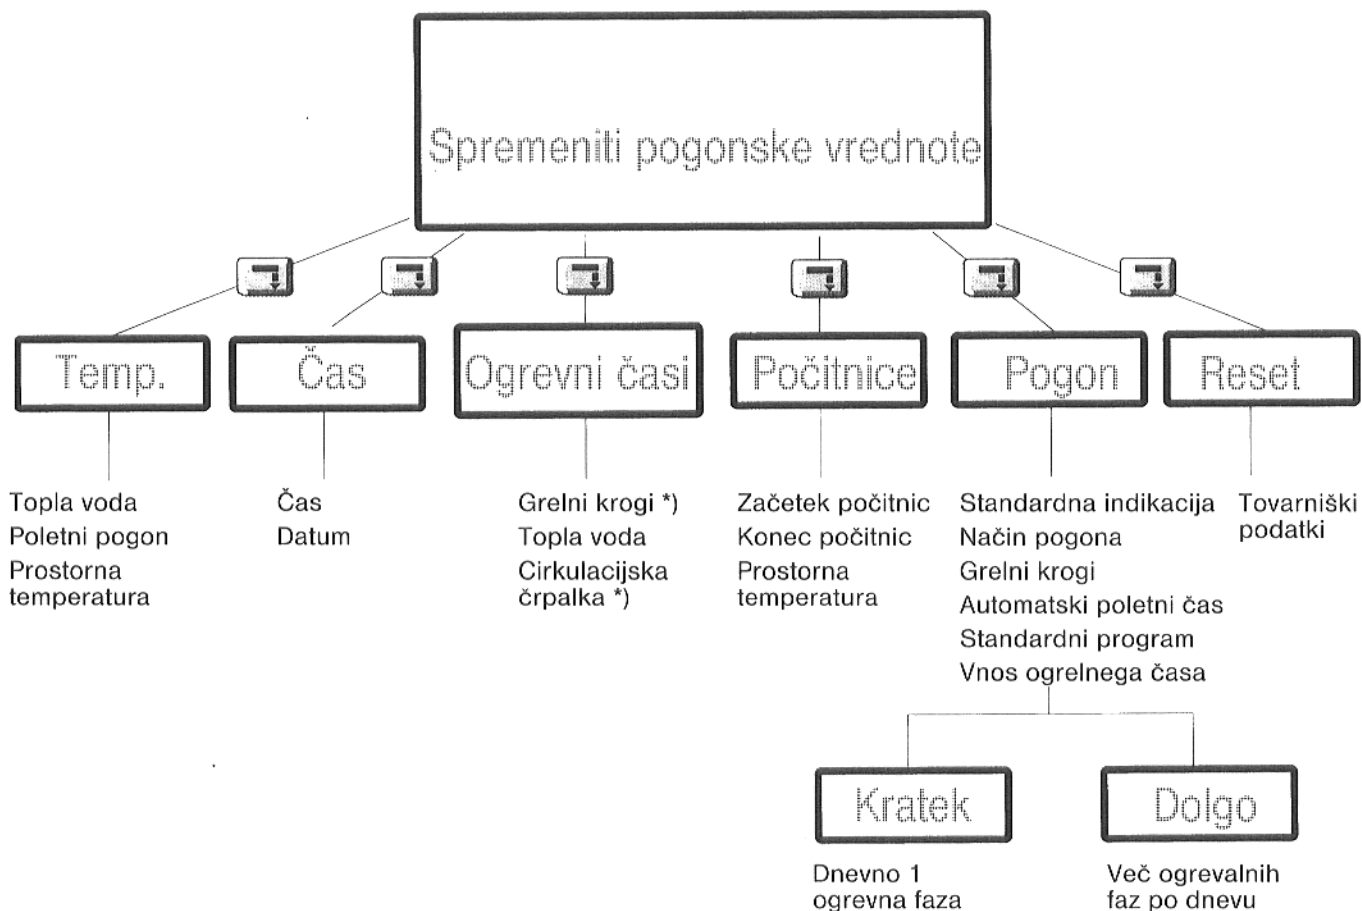 Spremeniti pogonske vrednote
Temp.
Čas
Ogrevni časi
Počitnice
Pogon
Reset
Topla voda
Poletni pogon
Prostorna
temperatura
Čas
Datum
Grelni krogi *)
Topla voda
Cirkulacijska
črpalka *)
Začetek počitnic
Konec počitnic
Prostorna
temperatura
Standardna indikacija
Način pogona
Grelni krogi
Automatski poletni čas
Standardni program
Vnos ogrelnega časa
Tovarniški
podatki
Kratek
Dolgo
Dnevno 1
ogrevna faza
Več ogrevalnih
faz po dnevu